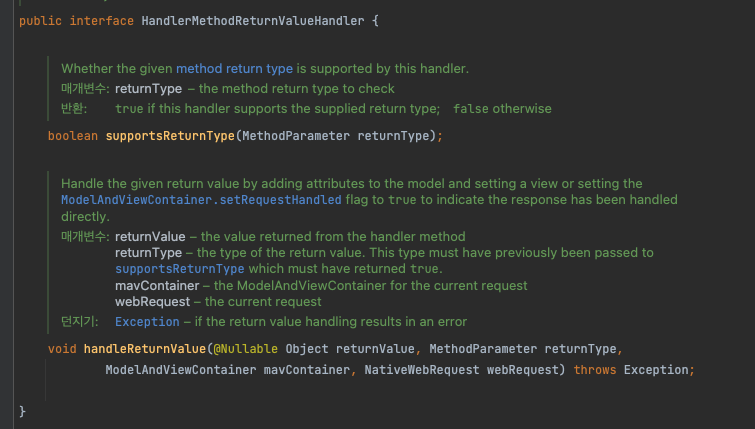 public interface HandlerMethodReturnValueHandler {
Whether the given method return type is supported by this handler.
매개변수: returnType – the method return type to check
반환: true if this handler supports the supplied return type; false otherwise
boolean supportsReturnType(MethodParameter returnType);
Handle the given return value by adding attributes to the model and setting a view or setting the
ModelAndViewContainer.setRequestHandled flag to true to indicate the response has been handled
directly.
매개변수: returnValue – the value returned from the handler method
returnType – the type of the return value. This type must have previously been passed to
supportsReturnType which must have returned true.
mavContainer – the ModelAndViewContainer for the current request
webRequest – the current request
던지기: Exception – if the return value handling results in an error
void handleReturnValue(@Nullable Object returnValue, MethodParameter returnType,
ModelAndViewContainer mavContainer, NativeWebRequest webRequest) throws Exception;
}